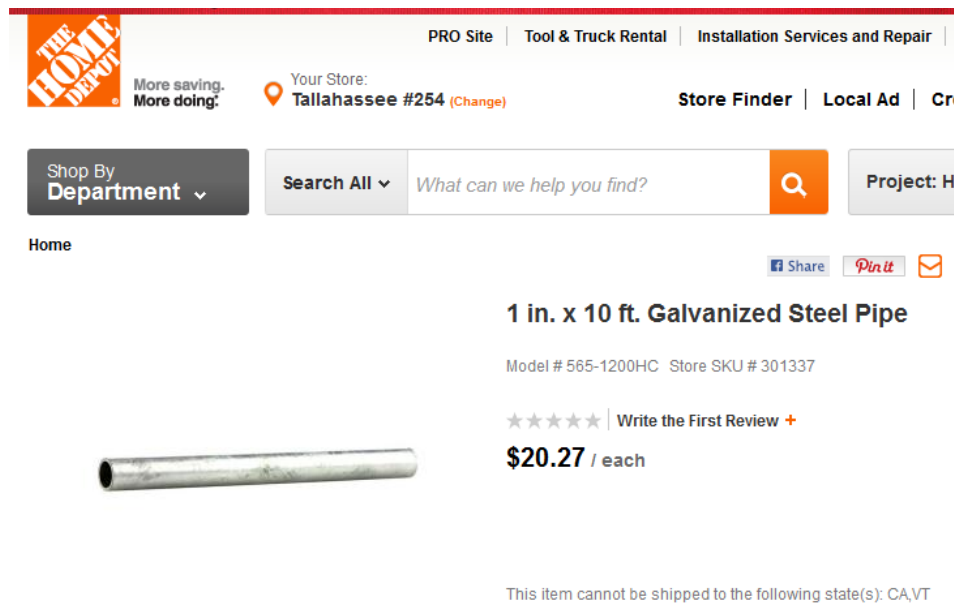 THE
HOME
DEPOT
More saving.
More doing.
PRO Site
Tool & Truck Rental
Installation Services and Repair
Your Store:
Tallahassee #254 (Change)
Store Finder
Local Ad
Shop By
Department
Search All
What can we help you find?
Project: H
Home
Share
Pin it
1 in. x 10 ft. Galvanized Steel Pipe
Model # 565-1200HC Store SKU # 301337
Write the First Review +
$20.27 / each
This item cannot be shipped to the following state(s): CA,VT